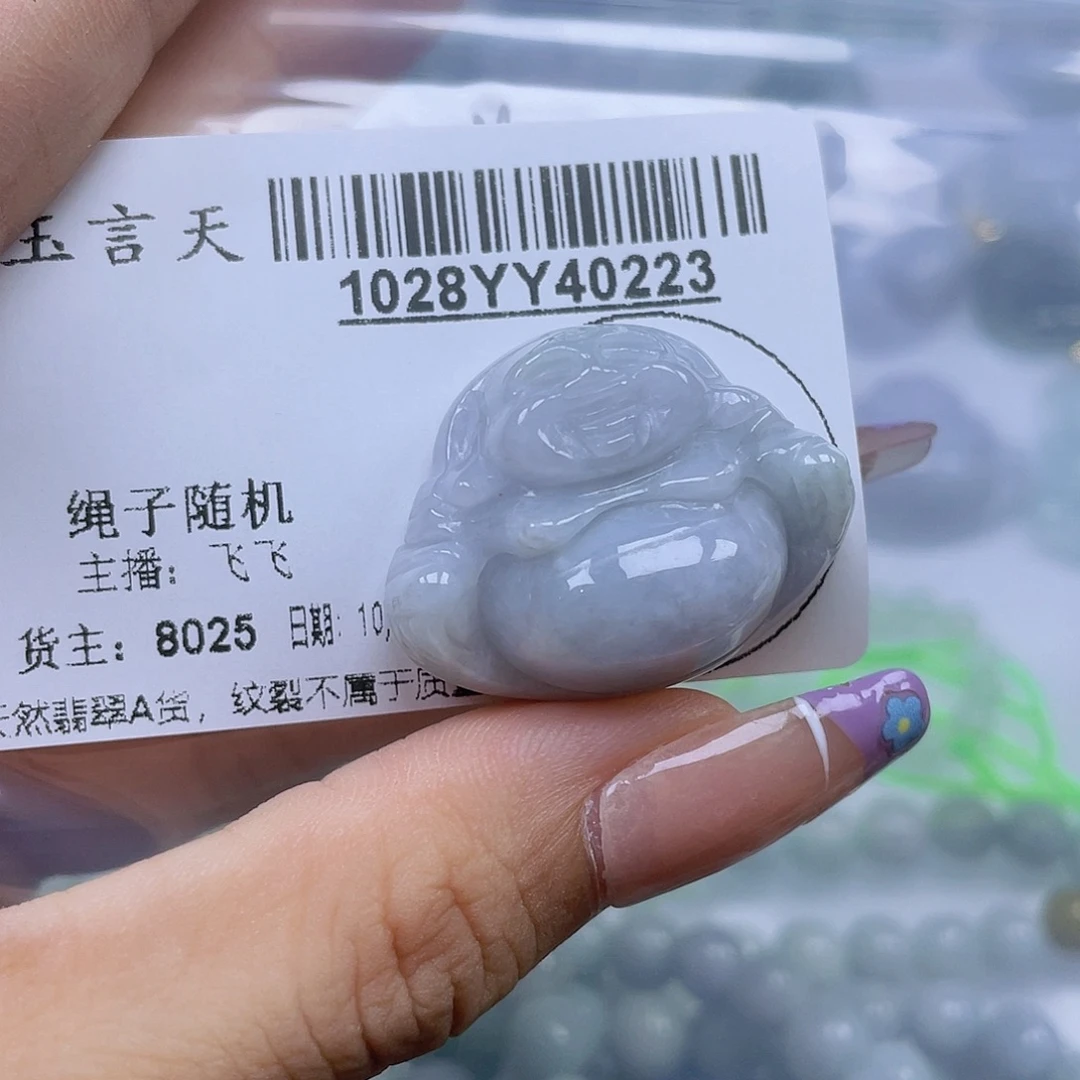 玉言天
1028YY40223
绳子随机
主播：飞飞
货主：8025 日期：10,
天然翡翠A货，纹裂不属于质